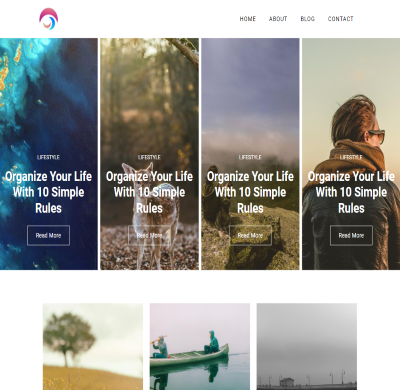 HOME ABOUT BLOG CONTACT
LIFESTYLE
Organize Your Life
With 10 Simple
Rules
Read More
LIFESTYLE
Organize Your Life
With 10 Simple
Rules
Read More
LIFESTYLE
Organize Your Life
With 10 Simple
Rules
Read More
LIFESTYLE
Organize Your Life
With 10 Simple
Rules
Read More